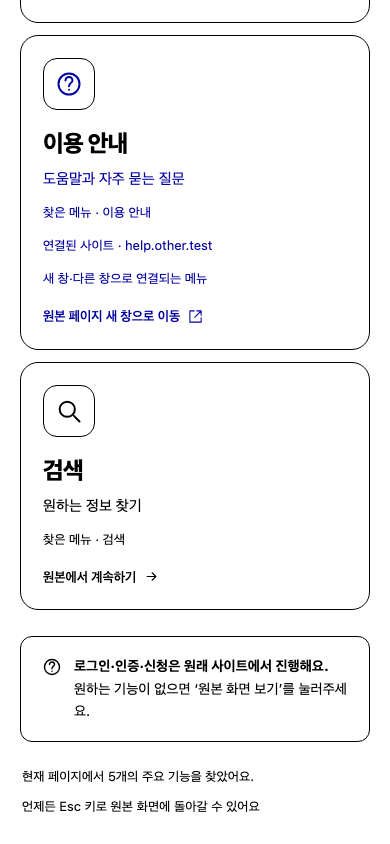 이용 안내
도움말과 자주 묻는 질문
찾은 메뉴 · 이용 안내
연결된 사이트 · help.other.test
새 창·다른 창으로 연결되는 메뉴
원본 페이지 새 창으로 이동
검색
원하는 정보 찾기
찾은 메뉴 · 검색
원본에서 계속하기 →
로그인·인증·신청은 원래 사이트에서 진행해요.
원하는 기능이 없으면 ‘원본 화면 보기’를 눌러주세
요.
현재 페이지에서 5개의 주요 기능을 찾았어요.
언제든 Esc 키로 원본 화면에 돌아갈 수 있어요